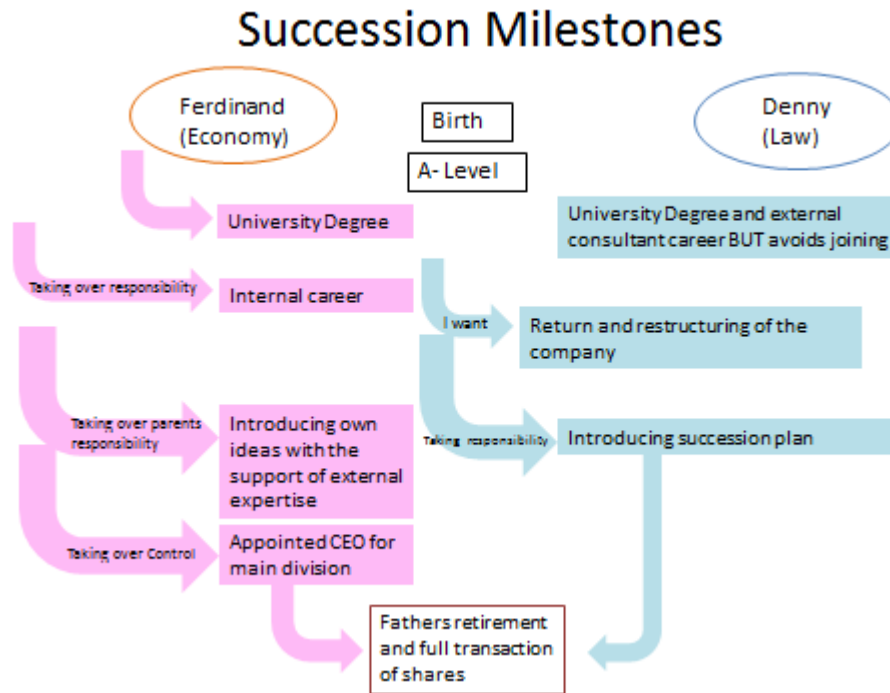 Succession Milestones
Ferdinand
(Economy)
Birth
Denny
(Law)
A- Level
University Degree
University Degree and external
consultant career BUT avoids joining
Taking over responsibility
Internal career
I want
Return and restructuring of the
company
Taking over parents
responsibility
Introducing own
ideas with the
support of external
expertise
Taking responsibility
Introducing succession plan
Taking over Control
Appointed CEO for
main division
Fathers retirement
and full transaction
of shares